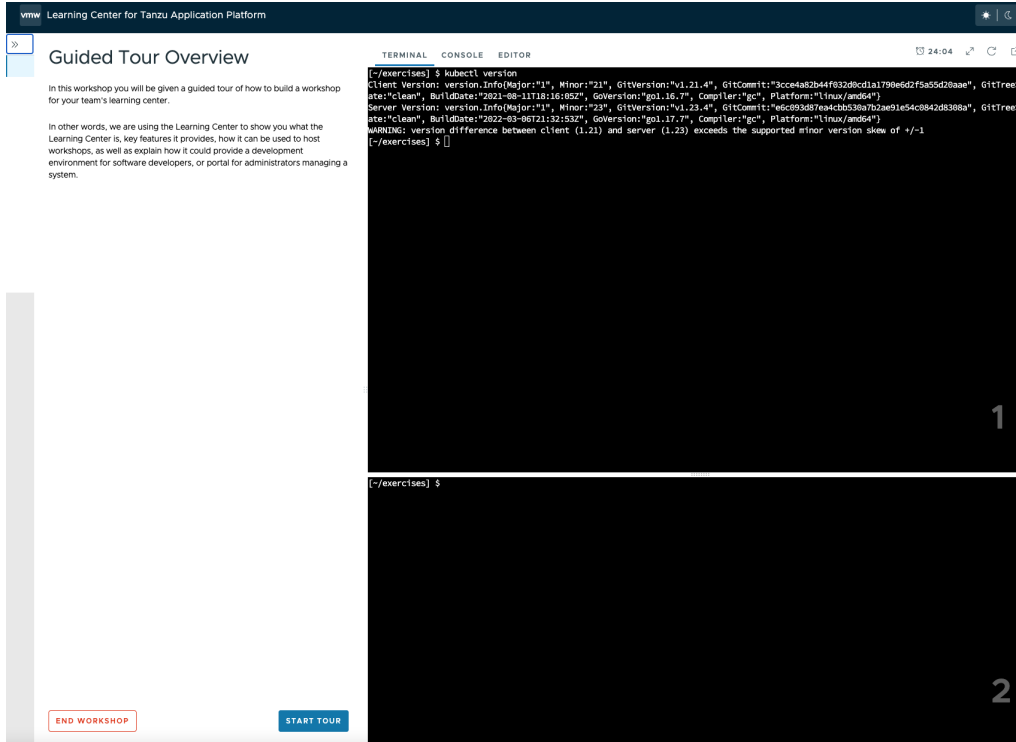 vmw Learning Center for Tanzu Application Platform
»
Guided Tour Overview
In this workshop you will be given a guided tour of how to build a workshop
for your team's learning center.
In other words, we are using the Learning Center to show you what the
Learning Center is, key features it provides, how it can be used to host
workshops, as well as explain how it could provide a development
environment for software developers, or portal for administrators managing a
system.
END WORKSHOP
START TOUR
TERMINAL CONSOLE EDITOR
24:04
[~/exercises] $ kubectl version
Client Version: version.Info{Major:"1", Minor:"21", GitVersion:"v1.21.4", GitCommit:"3cce4a82b44f032d0cd1a1790e6d2f5a55d20aae", GitTree
ate:"clean", BuildDate:"2021-08-11T18:16:05Z", GoVersion:"go1.16.7", Compiler:"gc", Platform:"linux/amd64"}
Server Version: version.Info{Major:"1", Minor:"23", GitVersion:"v1.23.4", GitCommit:"e6c093d87ea4cbb530a7b2ae91e54c0842d8308a", GitTree
ate:"clean", BuildDate:"2022-03-06T21:32:53Z", GoVersion:"go1.17.7", Compiler:"gc", Platform:"linux/amd64"}
WARNING: version difference between client (1.21) and server (1.23) exceeds the supported minor version skew of +/-1
[~/exercises] $
1
[~/exercises] $
2